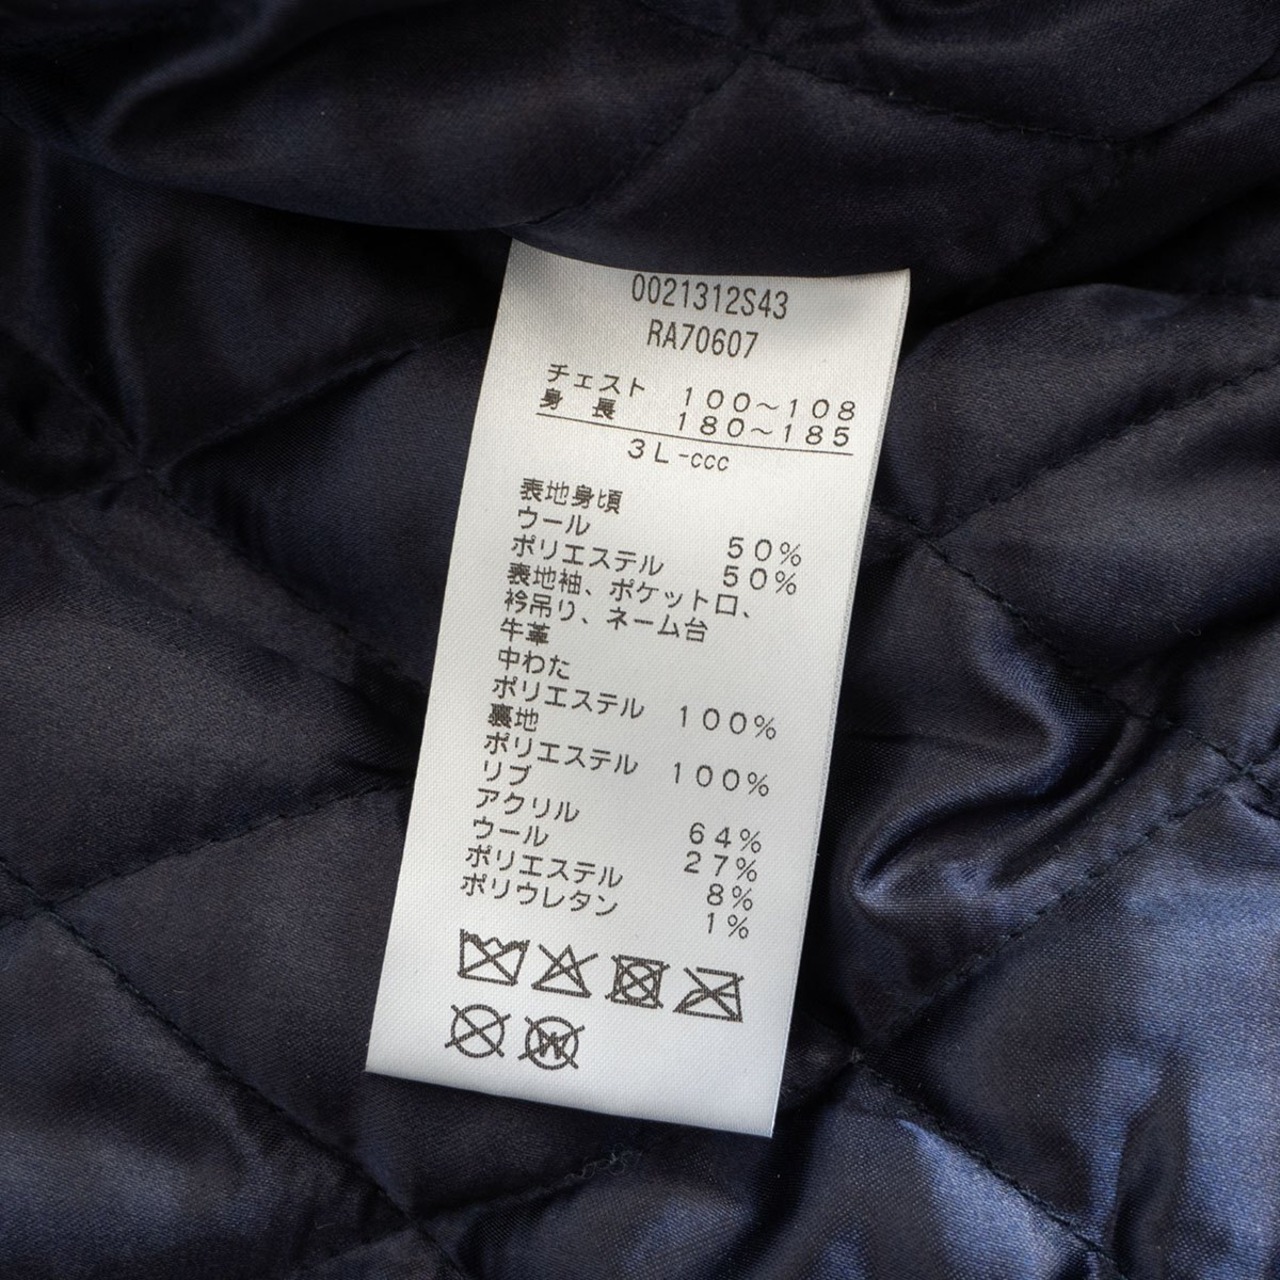 0021312S43
RA70607
チェスト 100～108
身長 180～185
3L-ccc
表地身頃
ウール 50%
ポリエステル 50%
表地袖、ポケット口、
衿吊り、ネーム台
牛革
中わた
ポリエステル 100%
裏地
ポリエステル 100%
リブ
アクリル 64%
ウール 27%
ポリエステル 8%
ポリウレタン 1%
W